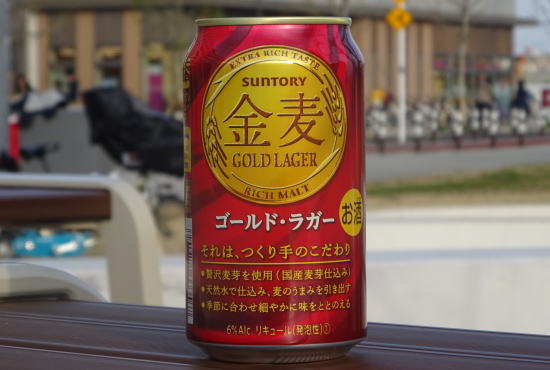 EXTRA RICH TASTE
SUNTORY
金麦
GOLD LAGER
RICH MALT
ゴールド・ラガー
お酒
それは、つくり手のこだわり
●贅沢麦芽を使用(国産麦芽仕込み)
●天然水で仕込み、麦のうまみを引き出す
●季節に合わせ細やかに味をととのえる
6%Alc. リキュール(発泡性)①